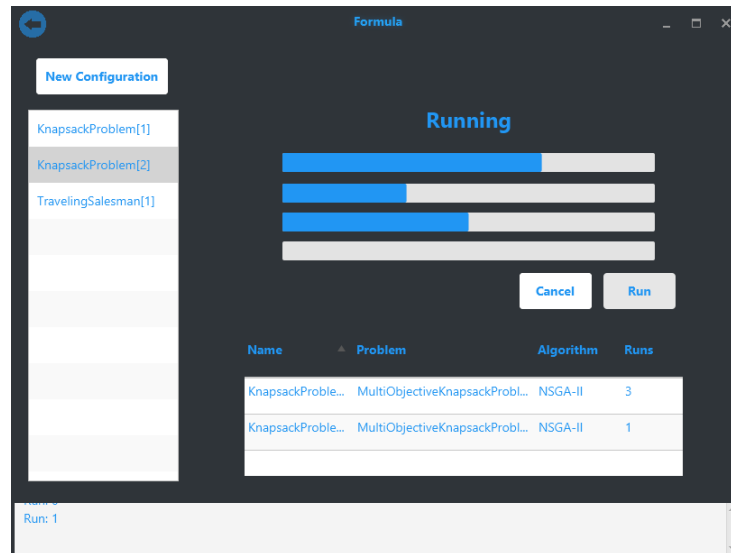 Formula
New Configuration
KnapsackProblem[1]
KnapsackProblem[2]
TravelingSalesman[1]
Running
Cancel Run
Name Problem Algorithm Runs
KnapsackProble... MultiObjectiveKnapsackProbl... NSGA-II 3
KnapsackProble... MultiObjectiveKnapsackProbl... NSGA-II 1
Run: 1